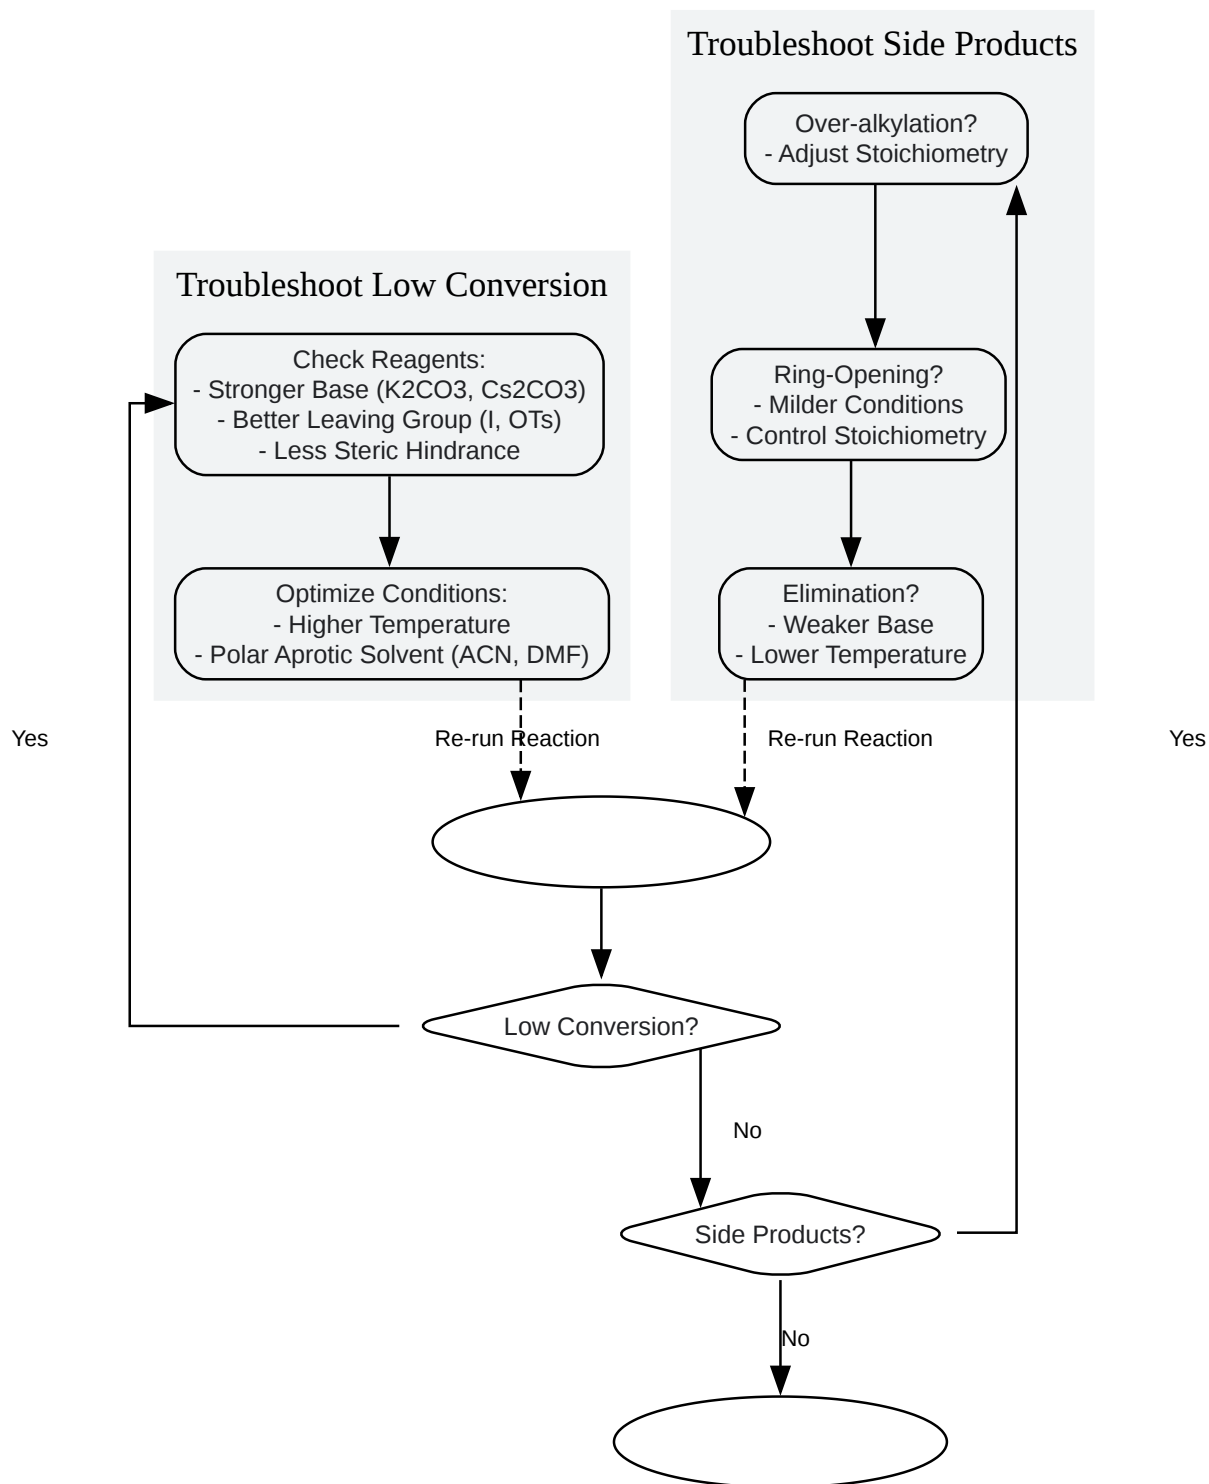 Troubleshoot Side Products
Over-alkylation?
- Adjust Stoichiometry
Troubleshoot Low Conversion
Check Reagents:
- Stronger Base (K2CO3, Cs2CO3)
- Better Leaving Group (I, OTs)
- Less Steric Hindrance
Ring-Opening?
- Milder Conditions
- Control Stoichiometry
Optimize Conditions:
- Higher Temperature
- Polar Aprotic Solvent (ACN, DMF)
Elimination?
- Weaker Base
- Lower Temperature
Yes
Re-run Reaction
Re-run Reaction
Yes
Low Conversion?
No
Side Products?
No